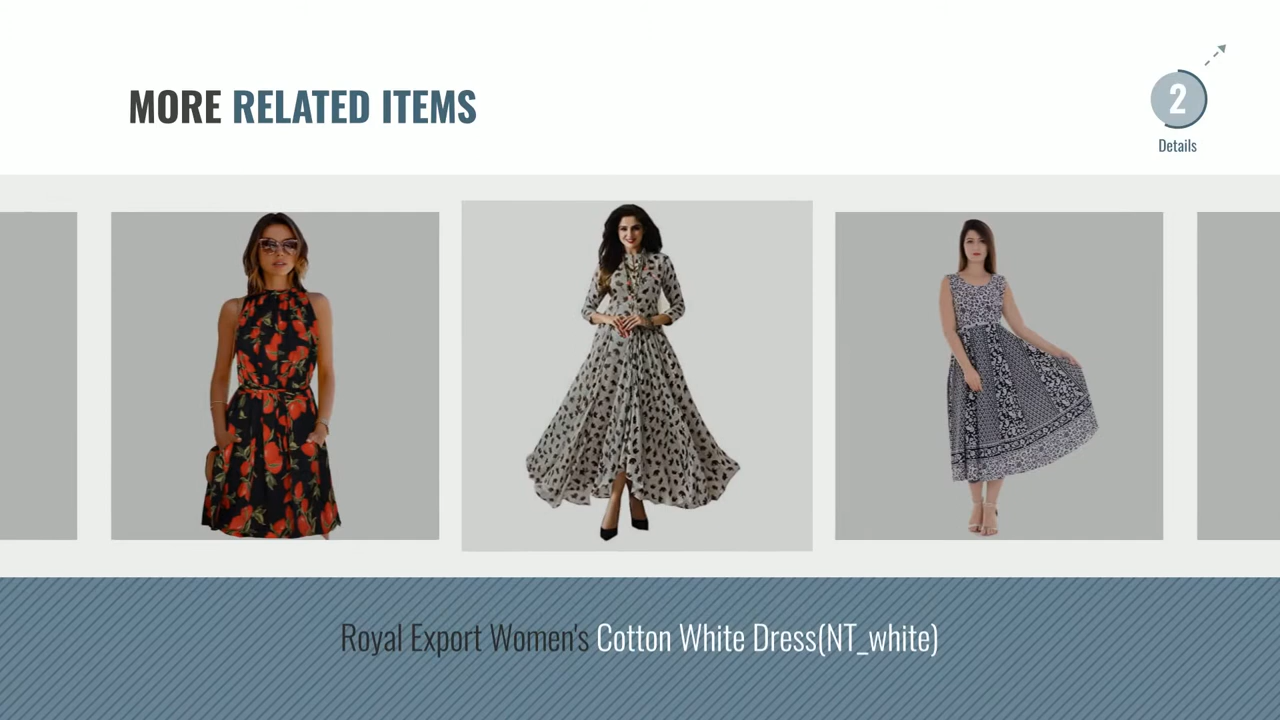 MORE RELATED ITEMS
2
Details
Royal Export Women's Cotton White Dress(NT_white)